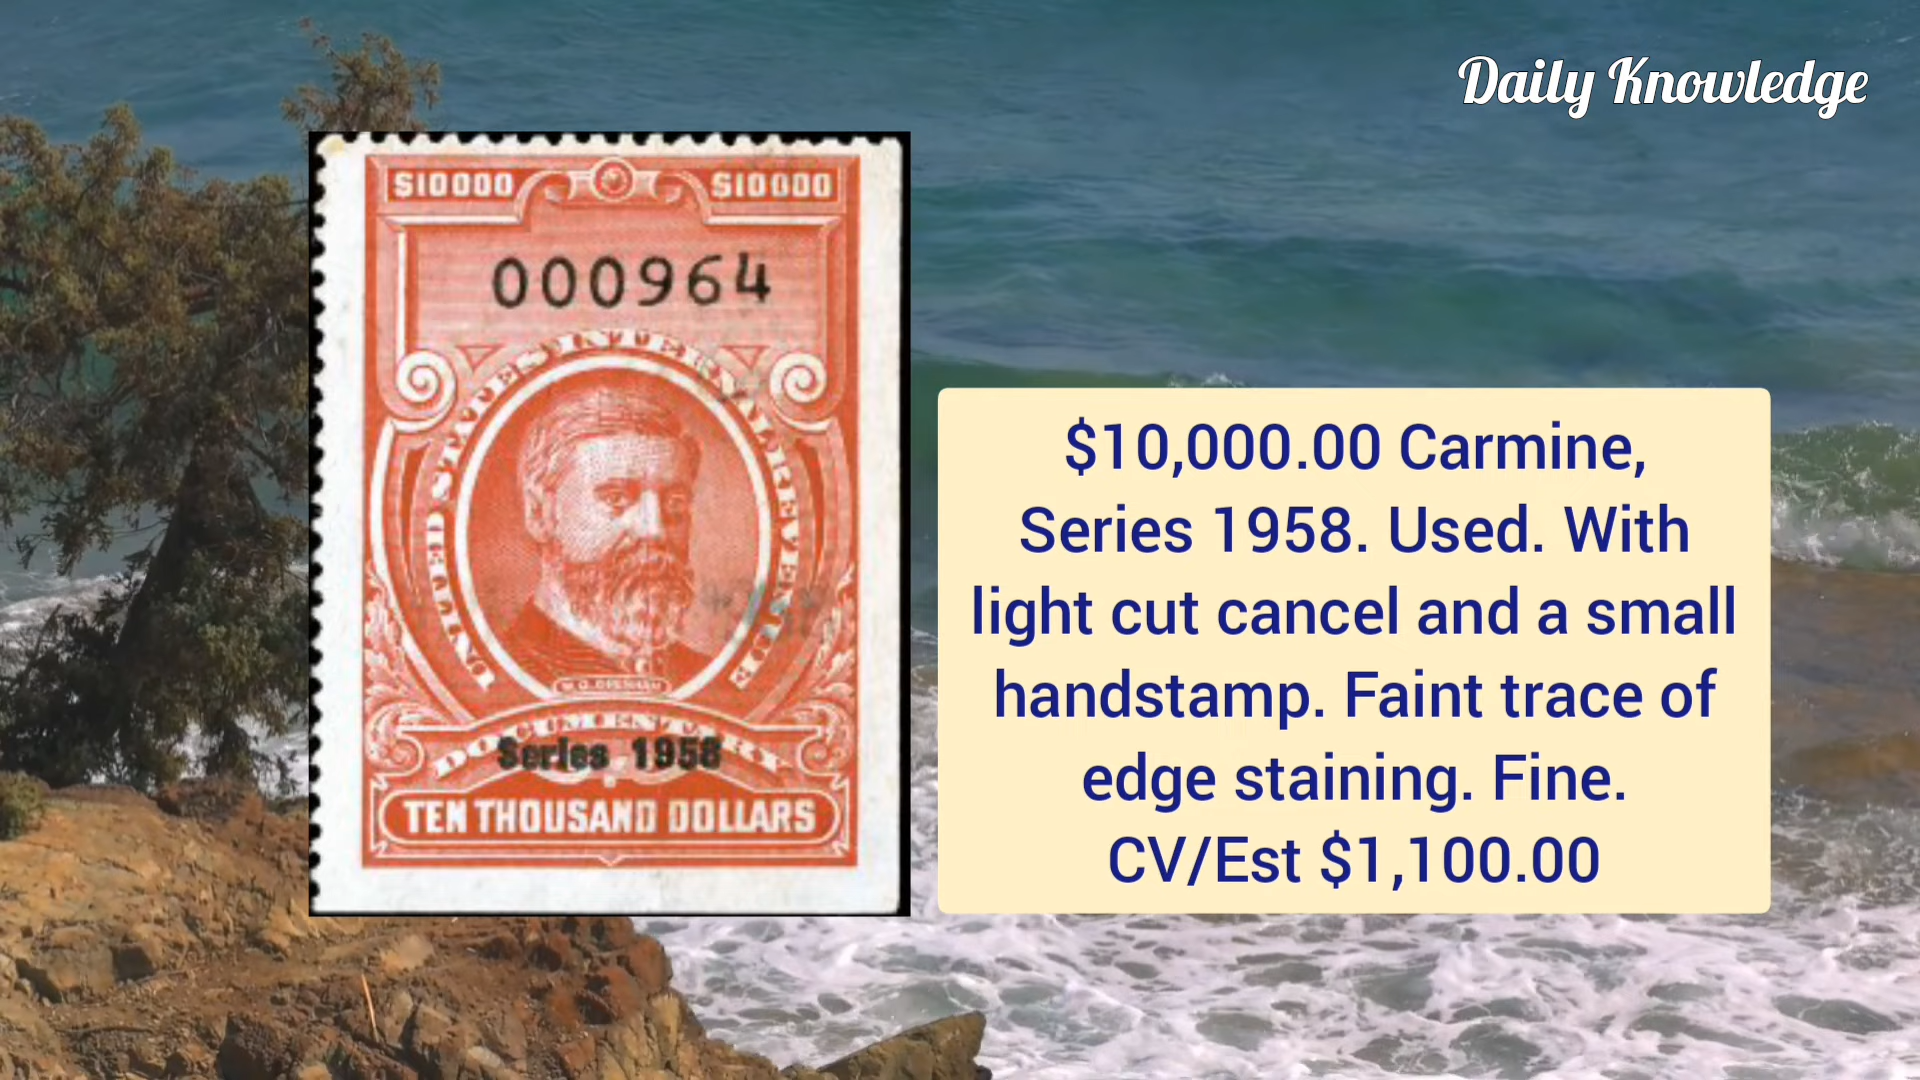 Daily Knowledge
$10000 $10000
000964
UNITED STATES INTERNAL REVENUE
W.Q. GRESHAM
DOCUMENTARY
Series 1958
TEN THOUSAND DOLLARS
$10,000.00 Carmine,
Series 1958. Used. With
light cut cancel and a small
handstamp. Faint trace of
edge staining. Fine.
CV/Est $1,100.00